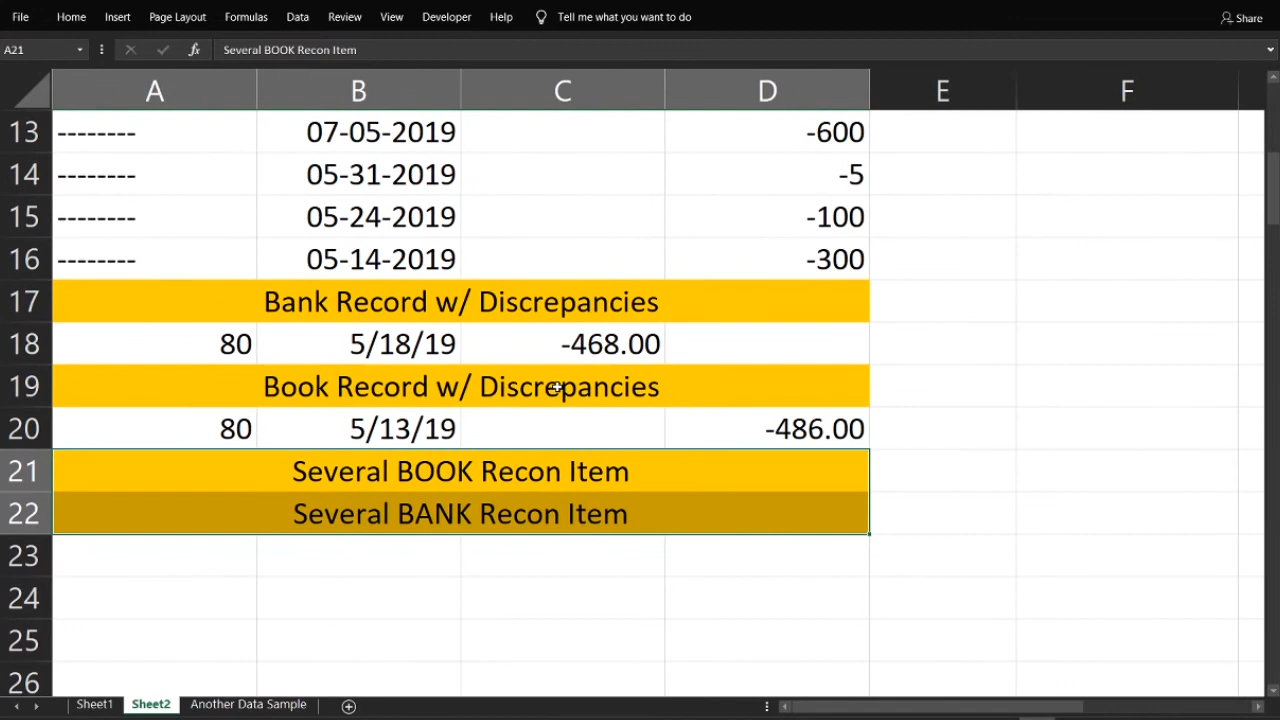 File Home Insert Page Layout Formulas Data Review View Developer Help Tell me what you want to do Share
A21 fx Several BOOK Recon Item
A B C D E F
13 -------- 07-05-2019 -600
14 -------- 05-31-2019 -5
15 -------- 05-24-2019 -100
16 -------- 05-14-2019 -300
17 Bank Record w/ Discrepancies
18 80 5/18/19 -468.00
19 Book Record w/ Discrepancies
20 80 5/13/19 -486.00
21 Several BOOK Recon Item
22 Several BANK Recon Item
23
24
25
26
Sheet1 Sheet2 Another Data Sample